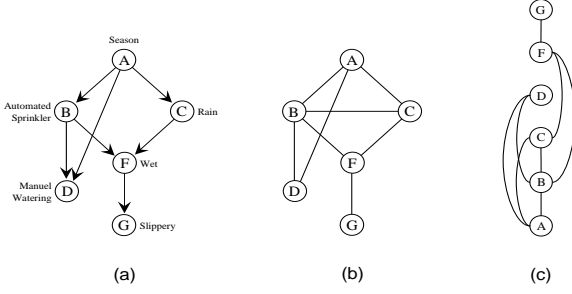 Season
A
Automated
Sprinkler
B
C
Rain
F
Wet
Manuel
Watering
D
G
Slippery
(a)
A
B
C
F
D
G
(b)
G
F
D
C
B
A
(c)